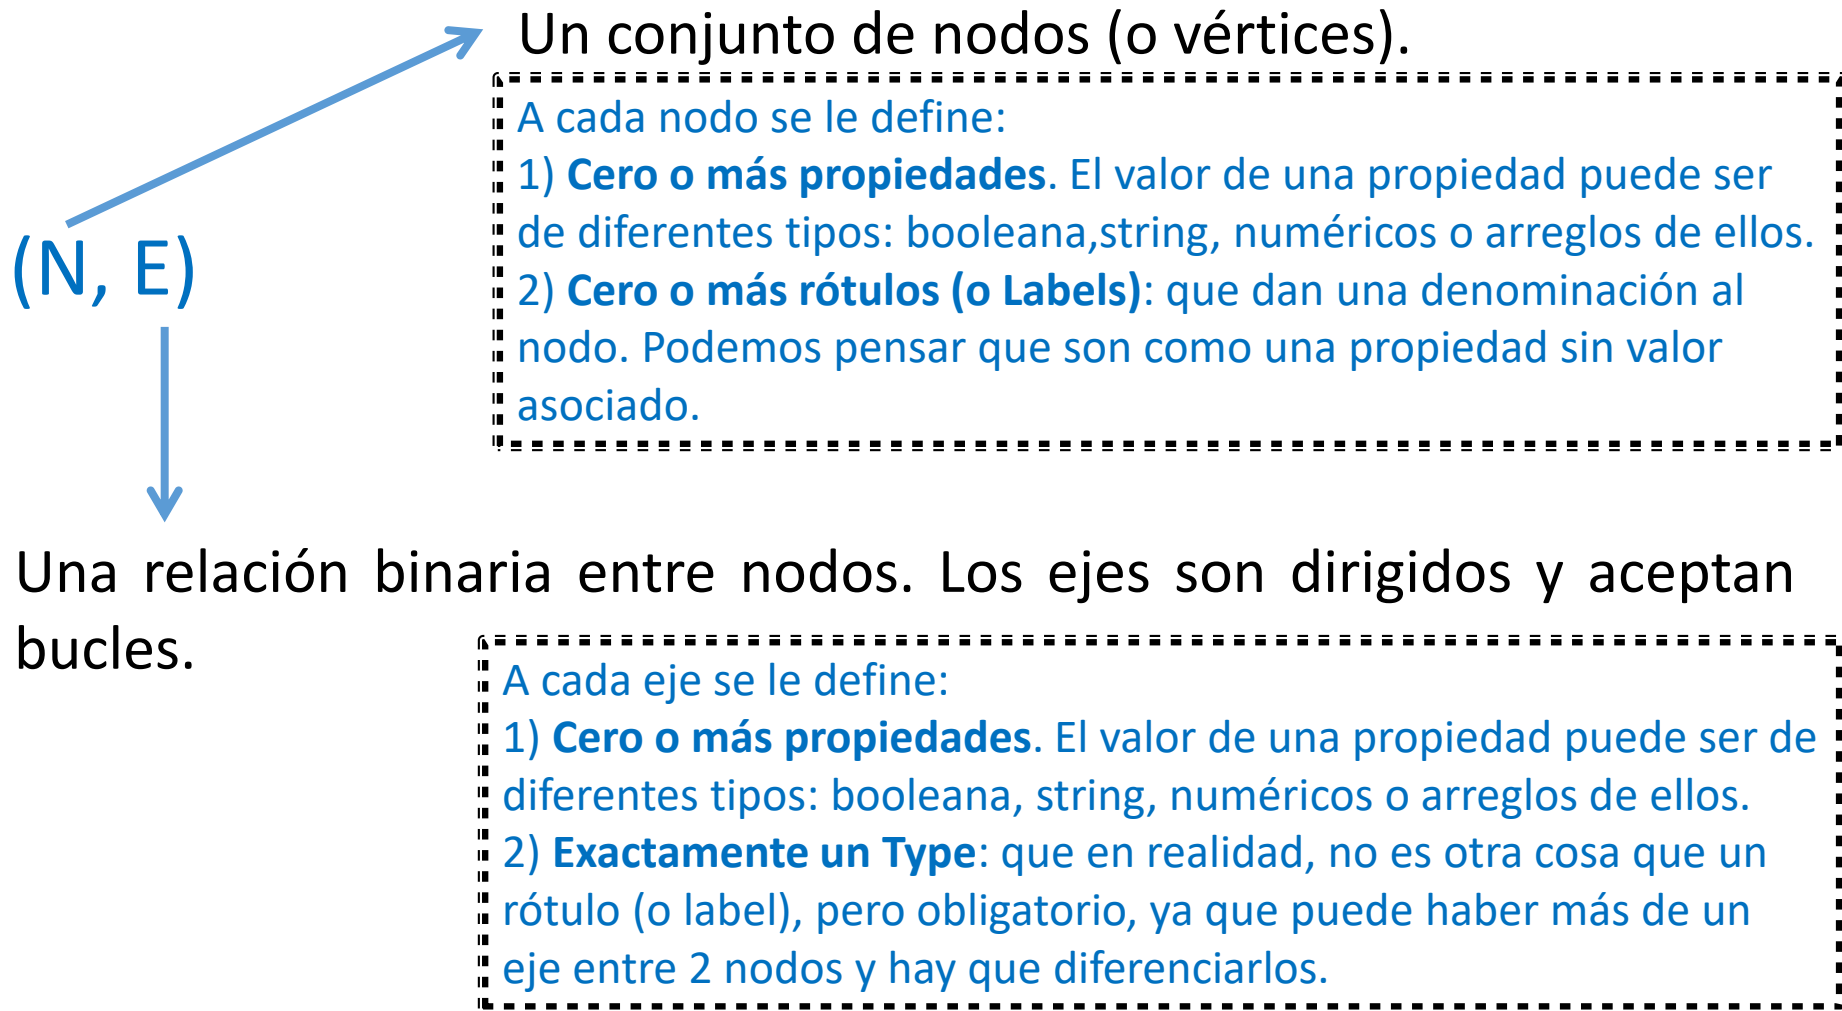 Un conjunto de nodos (o vértices).
A cada nodo se le define:
1) Cero o más propiedades. El valor de una propiedad puede ser
de diferentes tipos: booleana,string, numéricos o arreglos de ellos.
2) Cero o más rótulos (o Labels): que dan una denominación al
nodo. Podemos pensar que son como una propiedad sin valor
asociado.
(N, E)
Una relación binaria entre nodos. Los ejes son dirigidos y aceptan
bucles.
A cada eje se le define:
1) Cero o más propiedades. El valor de una propiedad puede ser de
diferentes tipos: booleana, string, numéricos o arreglos de ellos.
2) Exactamente un Type: que en realidad, no es otra cosa que un
rótulo (o label), pero obligatorio, ya que puede haber más de un
eje entre 2 nodos y hay que diferenciarlos.